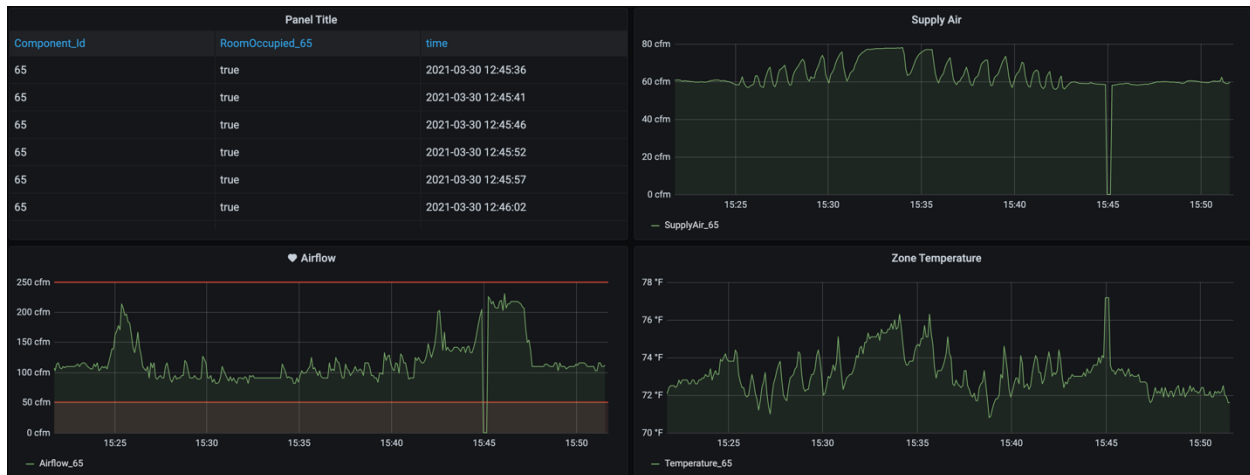 Panel Title
Component_Id RoomOccupied_65 time
65 true 2021-03-30 12:45:36
65 true 2021-03-30 12:45:41
65 true 2021-03-30 12:45:46
65 true 2021-03-30 12:45:52
65 true 2021-03-30 12:45:57
65 true 2021-03-30 12:46:02
Supply Air
80 cfm
60 cfm
40 cfm
20 cfm
0 cfm
15:25 15:30 15:35 15:40 15:45 15:50
SupplyAir_65
Airflow
250 cfm
200 cfm
150 cfm
100 cfm
50 cfm
0 cfm
15:25 15:30 15:35 15:40 15:45 15:50
Airflow_65
Zone Temperature
78 °F
76 °F
74 °F
72 °F
70 °F
15:25 15:30 15:35 15:40 15:45 15:50
Temperature_65